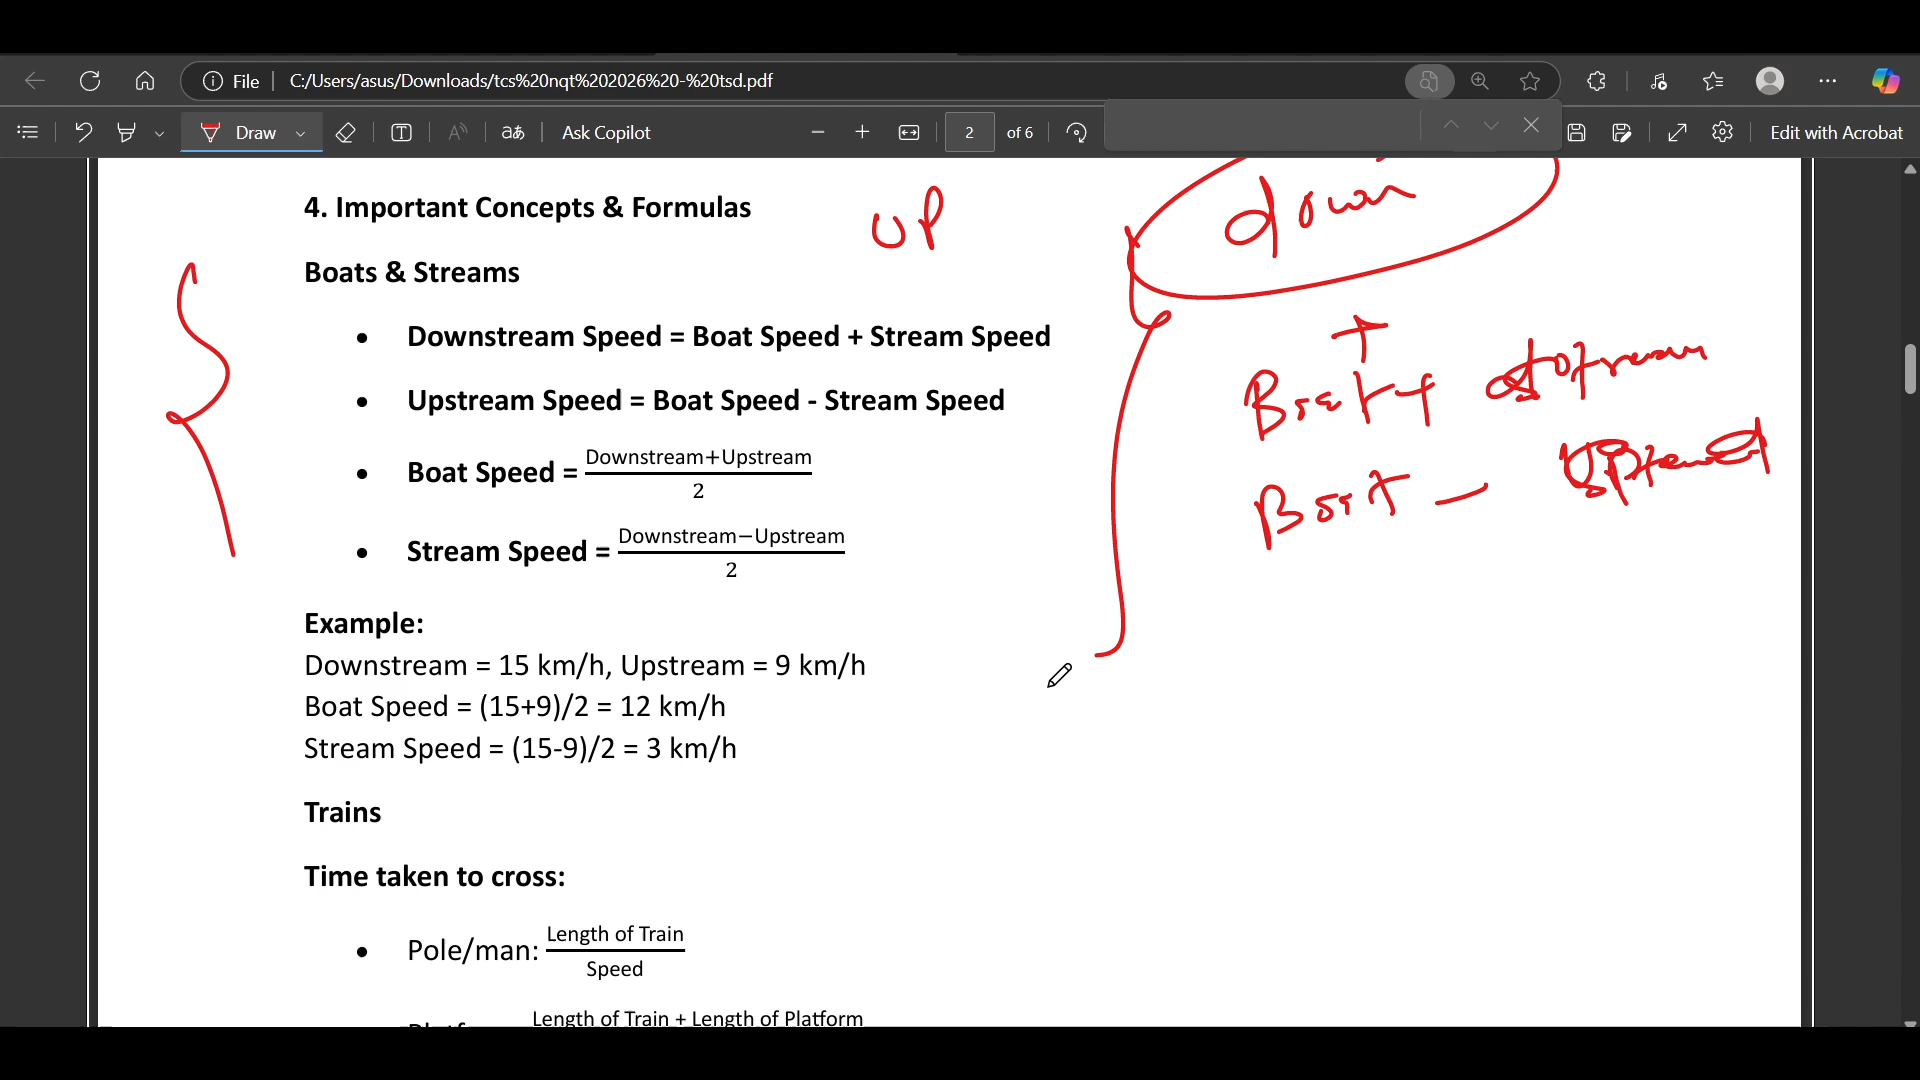 File
C:/Users/asus/Downloads/tcs%20nqt%202026%20-%20tsd.pdf
Draw
aあ
Ask Copilot
2
of 6
Edit with Acrobat
4. Important Concepts & Formulas
UP
down
Boats & Streams
• Downstream Speed = Boat Speed + Stream Speed
• Upstream Speed = Boat Speed - Stream Speed
• Boat Speed = Downstream+Upstream
2
• Stream Speed = Downstream−Upstream
2
Boat +
Boat -
Example:
Downstream = 15 km/h, Upstream = 9 km/h
Boat Speed = (15+9)/2 = 12 km/h
Stream Speed = (15-9)/2 = 3 km/h
Trains
Time taken to cross:
• Pole/man: Length of Train
Speed
Length of Train + Length of Platform